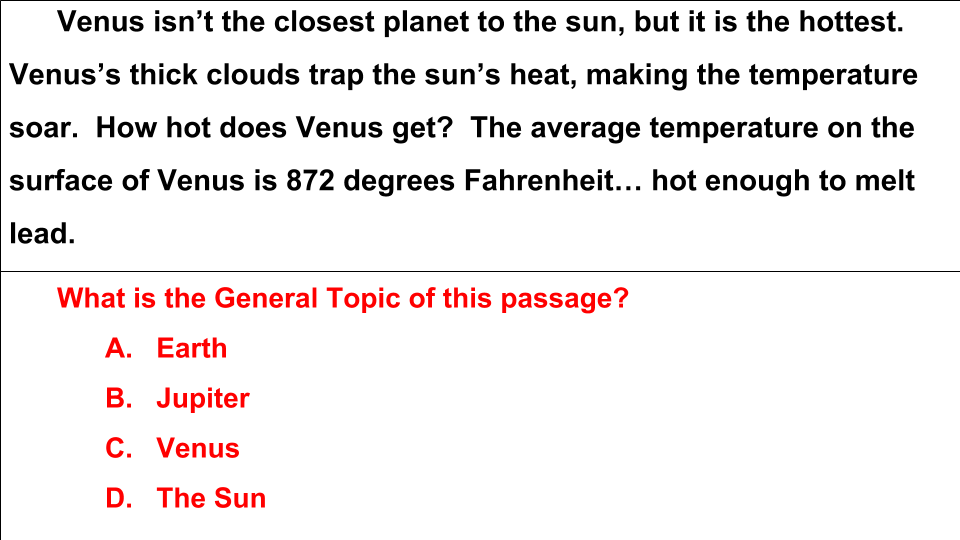 Venus isn’t the closest planet to the sun, but it is the hottest.
Venus’s thick clouds trap the sun’s heat, making the temperature
soar.  How hot does Venus get?  The average temperature on the
surface of Venus is 872 degrees Fahrenheit… hot enough to melt
lead.
What is the General Topic of this passage?
A. Earth
B. Jupiter
C. Venus
D. The Sun